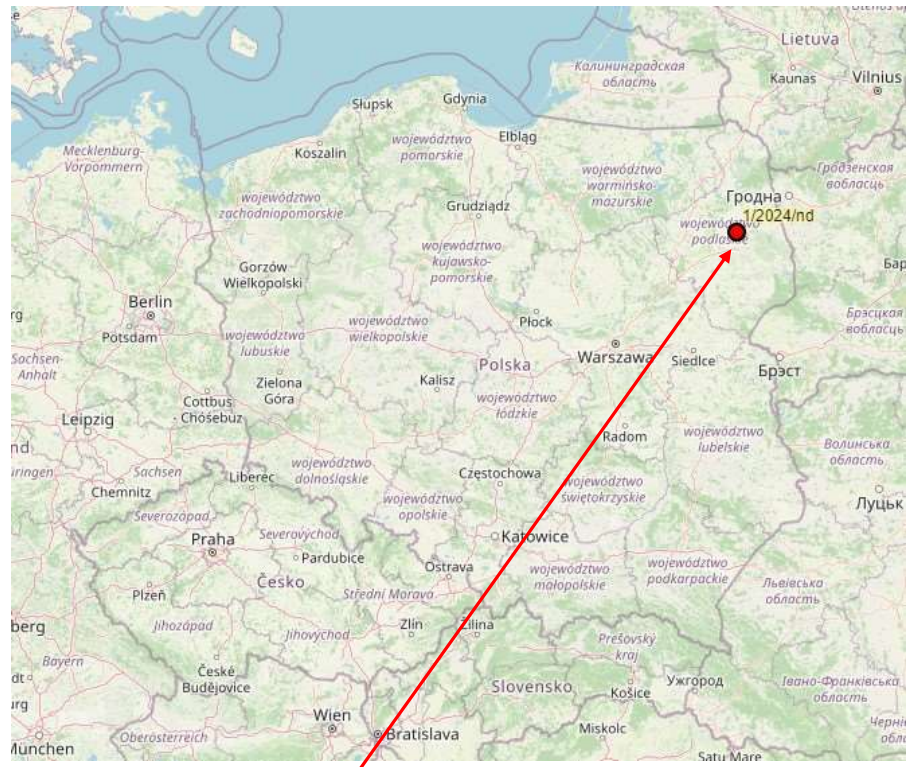 Lietuva
Калининградская
область
Kaunas
Vilnius
Gdynia
Słupsk
Elbląg
Koszalin
województwo
pomorskie
Mecklenburg-
Vorpommern
województwo
warmińsko-
mazurskie
Гродзенская
вобласць
Гродна
województwo
zachodniopomorskie
Grudziądz
1/2024/nd
województwo
podlaskie
województwo
kujawsko-
pomorskie
Gorzów
Wielkopolski
Berlin
Potsdam
Płock
Брэсцкая
вобласць
województwo
lubuskie
województwo
wielkopolskie
Warszawa
Siedlce
Брэст
Sachsen-
Anhalt
Polska
Zielona
Góra
Kalisz
województwo
łódzkie
Cottbus
- Chóśebuz
Leipzig
Radom
województwo
lubelskie
Волинська
область
Sachsen
Chemnitz
Liberec
województwo
dolnośląskie
Częstochowa
województwo
świętokrzyskie
województwo
opolskie
Луцьк
Severozápad
Praha
Severovýchod
Katowice
Pardubice
Ostrava
województwo
małopolskie
województwo
podkarpackie
Львівська
область
Česko
Plzeň
Střední Morava
Jihozápad
Jihovýchod
Zlín
Žilina
Prešovský
kraj
Bayern
České
Budějovice
Slovensko
Košice
Ужгород
Івано-Франківська
область
Wien
Bratislava
Oberösterreich
Miskolc
München
Satu Mare